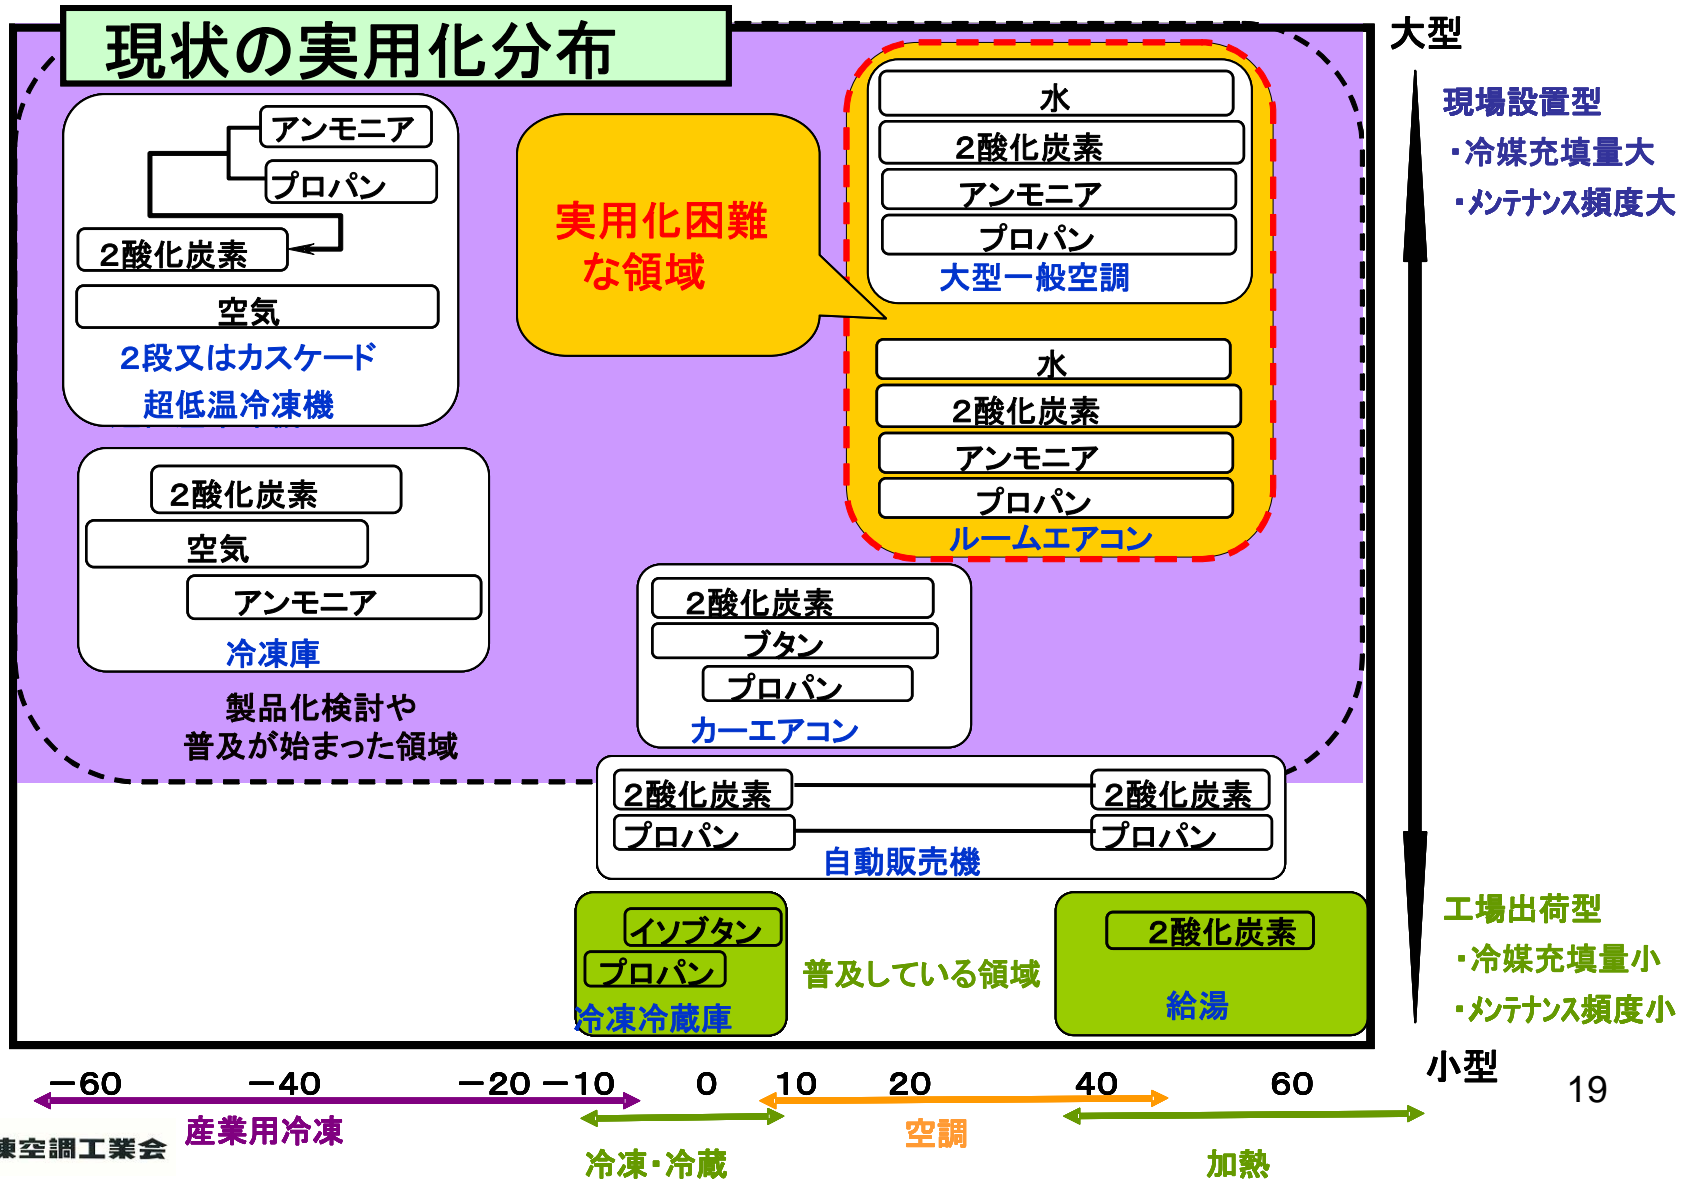 現状の実用化分布
アンモニア
プロパン
2酸化炭素
空気
2段又はカスケード
超低温冷凍機
2酸化炭素
空気
アンモニア
冷凍庫
製品化検討や
普及が始まった領域
実用化困難
な領域
水
2酸化炭素
アンモニア
プロパン
大型一般空調
水
2酸化炭素
アンモニア
プロパン
ルームエアコン
2酸化炭素
ブタン
プロパン
カーエアコン
2酸化炭素
2酸化炭素
プロパン
プロパン
自動販売機
イソブタン
プロパン
冷凍冷蔵庫
普及している領域
2酸化炭素
給湯
大型
現場設置型
・冷媒充填量大
・メンテナンス頻度大
工場出荷型
・冷媒充填量小
・メンテナンス頻度小
小型
－60 －40 －20 －10 0 10 20 40 60
産業用冷凍
冷凍・冷蔵
空調
加熱
凍空調工業会
19